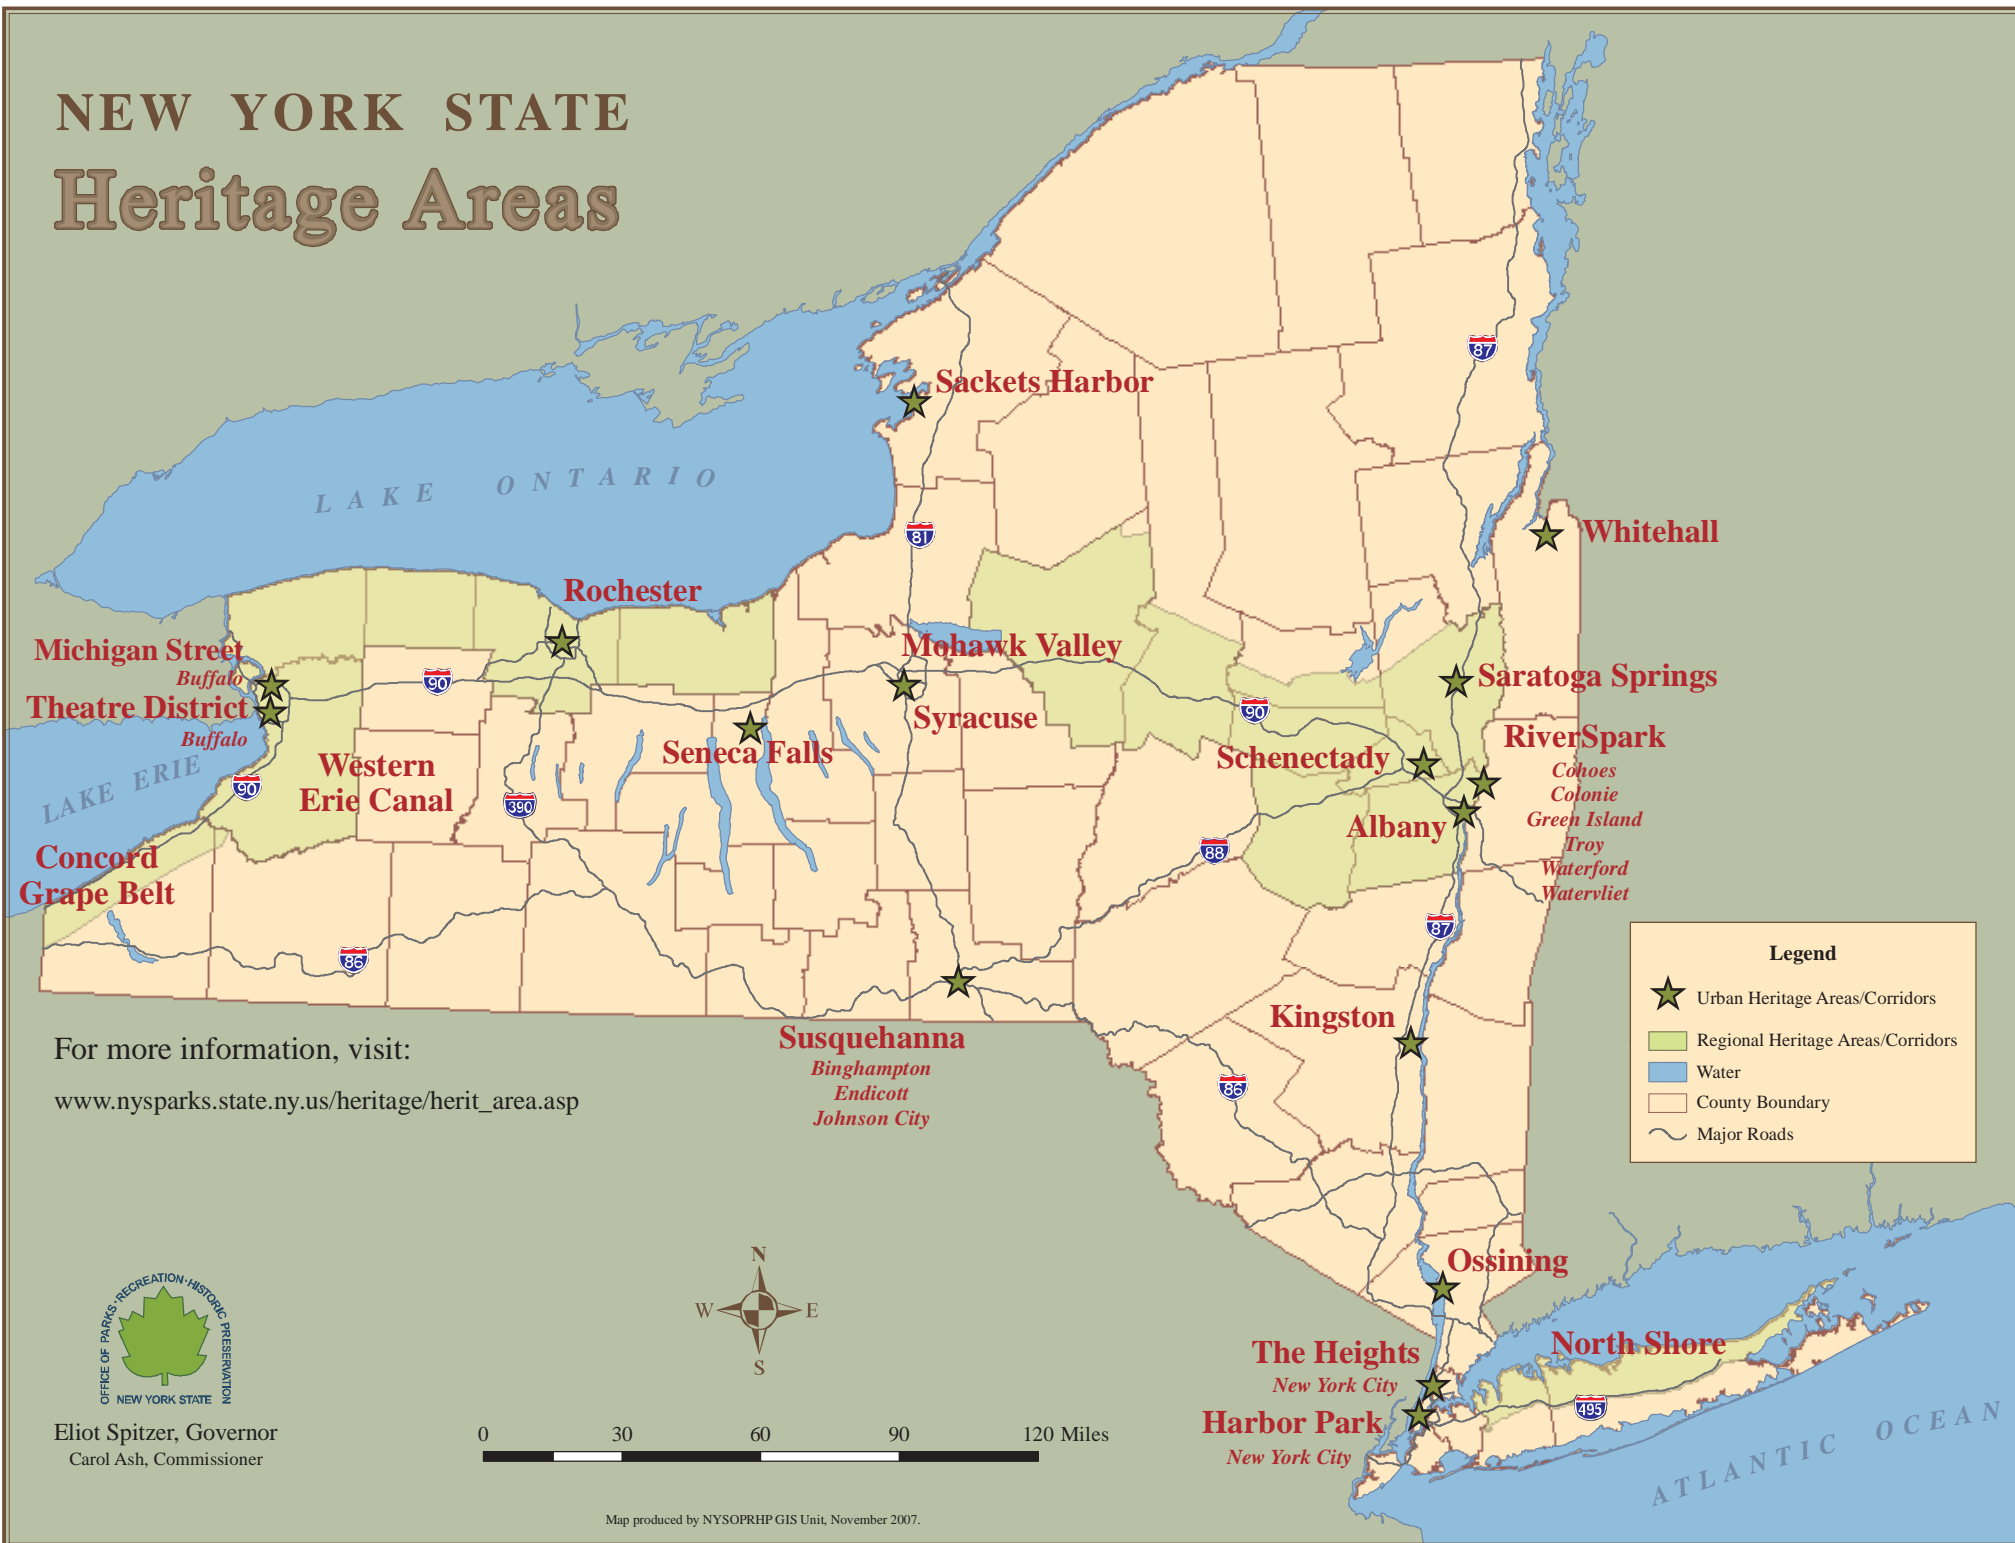 NEW YORK STATE
Heritage Areas
LAKE ONTARIO
Sackets Harbor
87
81
Whitehall
Rochester
Michigan Street
Buffalo
Theatre District
Buffalo
90
Mohawk Valley
Syracuse
Seneca Falls
90
Saratoga Springs
RiverSpark
Cohoes
Colonie
Green Island
Troy
Waterford
Watervliet
Schenectady
Albany
LAKE ERIE
90
Western
Erie Canal
390
88
Concord
Grape Belt
86
87
Legend
Urban Heritage Areas/Corridors
Regional Heritage Areas/Corridors
Water
County Boundary
Major Roads
Kingston
Susquehanna
Binghampton
Endicott
Johnson City
86
For more information, visit:
www.nysparks.state.ny.us/heritage/herit_area.asp
Ossining
The Heights
New York City
Harbor Park
New York City
North Shore
495
ATLANTIC OCEAN
N
W E
S
OFFICE OF PARKS·RECREATION·HISTORIC PRESERVATION
NEW YORK STATE
Eliot Spitzer, Governor
Carol Ash, Commissioner
0 30 60 90 120 Miles
Map produced by NYSOPRHP GIS Unit, November 2007.